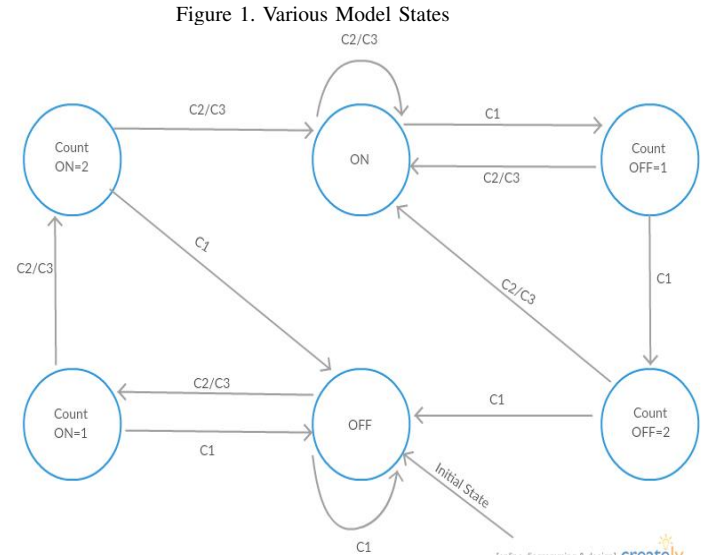 Figure 1. Various Model States
C2/C3
C2/C3
C1
Count
ON=2
ON
Count
OFF=1
C2/C3
C1
C2/C3
C2/C3
C1
C2/C3
C1
Count
ON=1
OFF
Count
OFF=2
C1
Initial State
C1
creately